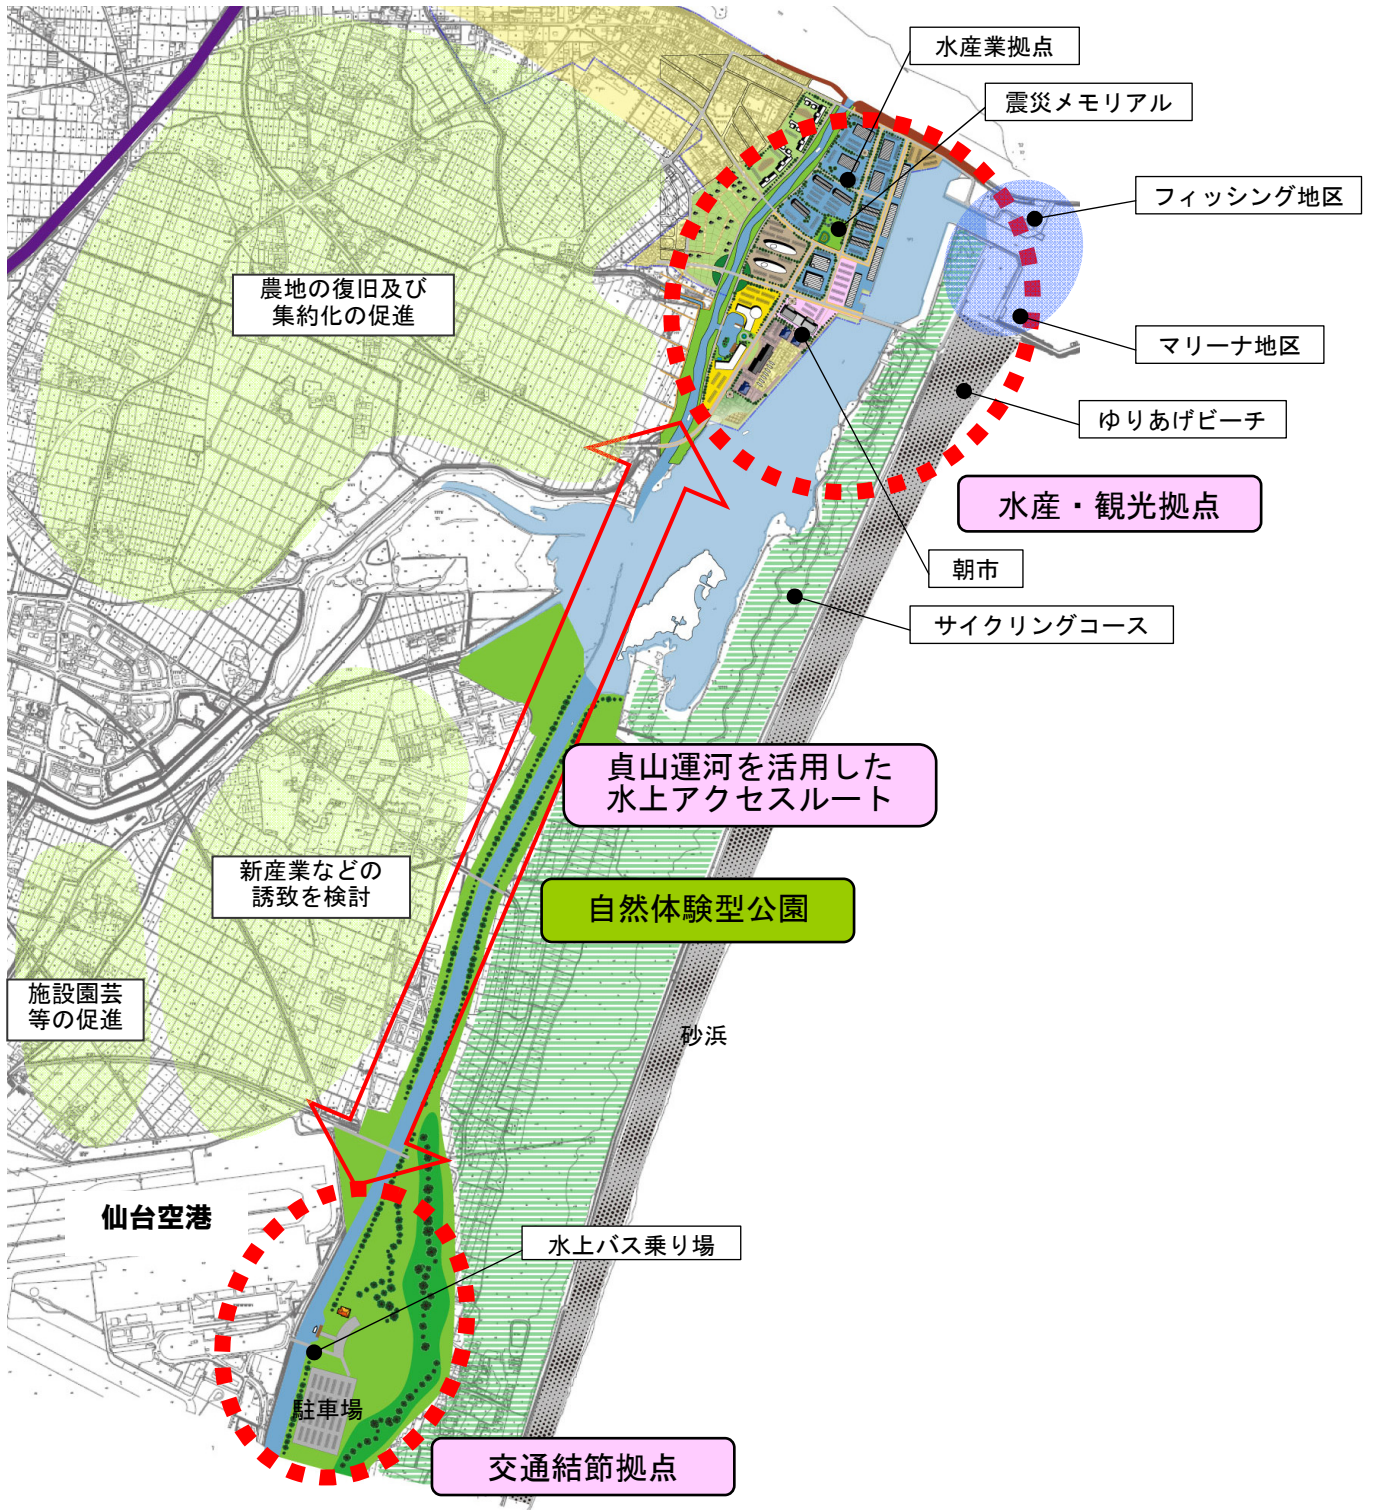 水産業拠点
震災メモリアル
フィッシング地区
農地の復旧及び
集約化の促進
マリーナ地区
ゆりあげビーチ
水産・観光拠点
朝市
サイクリングコース
貞山運河を活用した
水上アクセスルート
新産業などの
誘致を検討
自然体験型公園
施設園芸
等の促進
砂浜
仙台空港
水上バス乗り場
駐車場
交通結節拠点